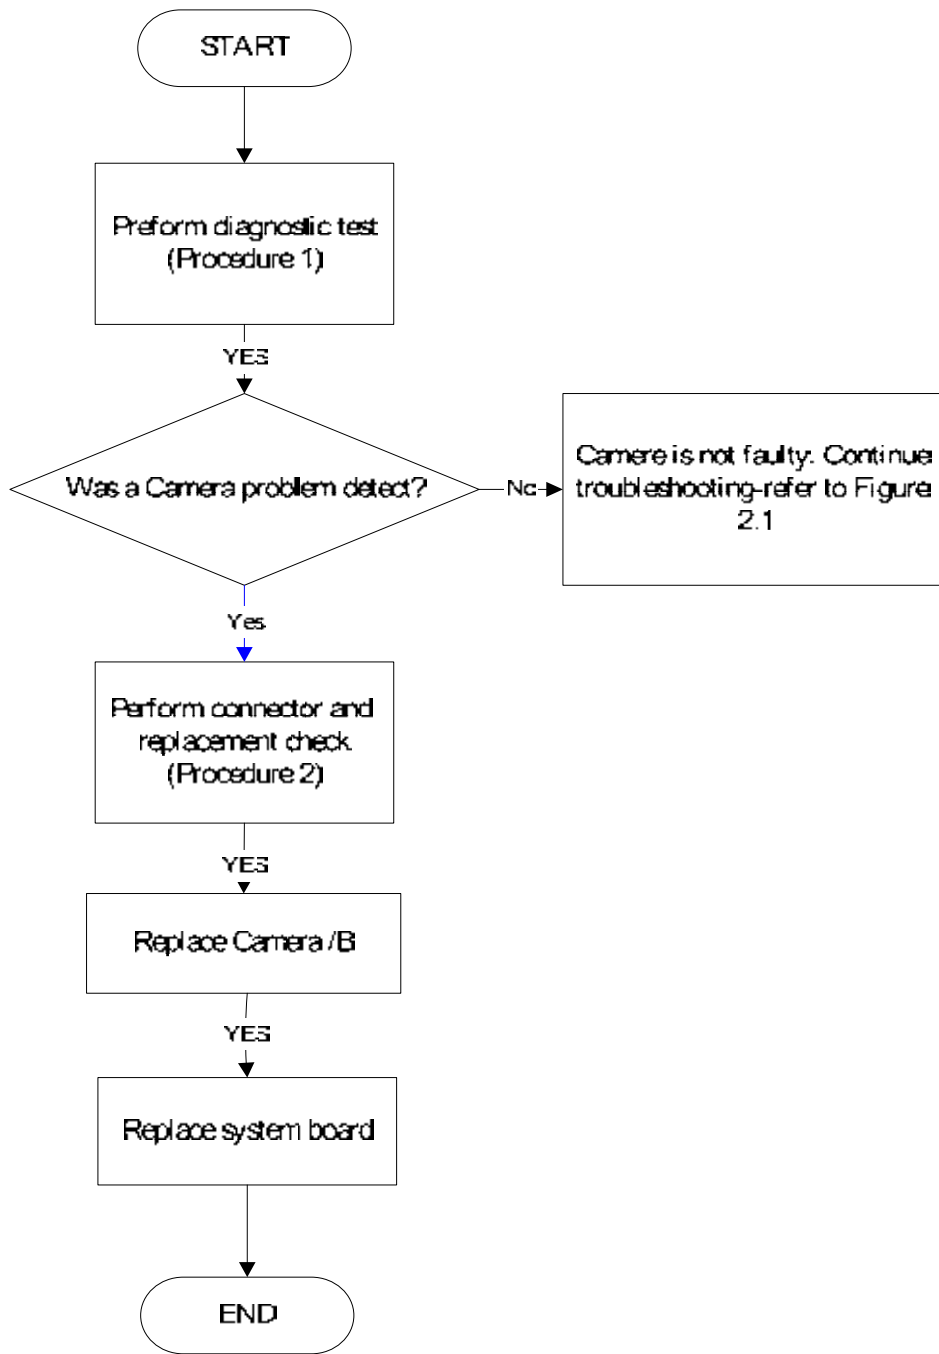 START
Preform diagnostic test
(Procedure 1)
YES
Was a Camera problem detect?
No
Camere is not faulty. Continue
troubleshooting-refer to Figure
2.1
Yes
Perform connector and
replacement check
(Procedure 2)
YES
Replace Camera /B
YES
Replace system board
END